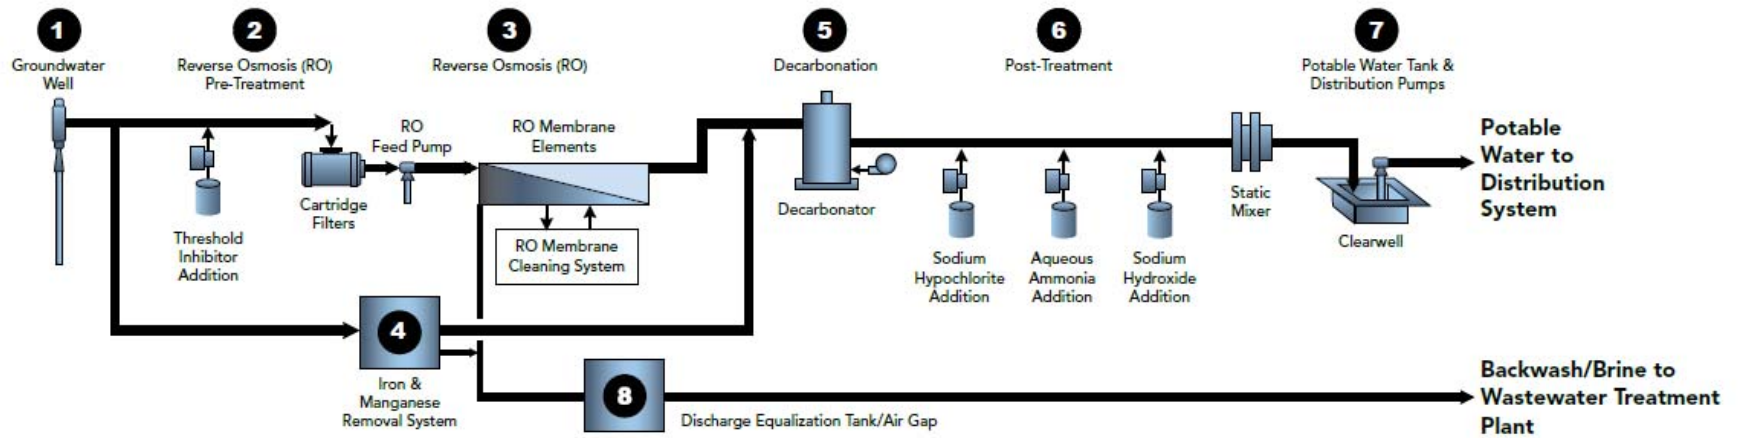 1
Groundwater
Well
2
Reverse Osmosis (RO)
Pre-Treatment
3
Reverse Osmosis (RO)
5
Decarbonation
6
Post-Treatment
7
Potable Water Tank &
Distribution Pumps
RO
Feed Pump
RO Membrane
Elements
Cartridge
Filters
Threshold
Inhibitor
Addition
RO Membrane
Cleaning System
Decarbonator
Sodium
Hypochlorite
Addition
Aqueous
Ammonia
Addition
Sodium
Hydroxide
Addition
Static
Mixer
Clearwell
Potable
Water to
Distribution
System
4
Iron &
Manganese
Removal System
8
Discharge Equalization Tank/Air Gap
Backwash/Brine to
Wastewater Treatment
Plant